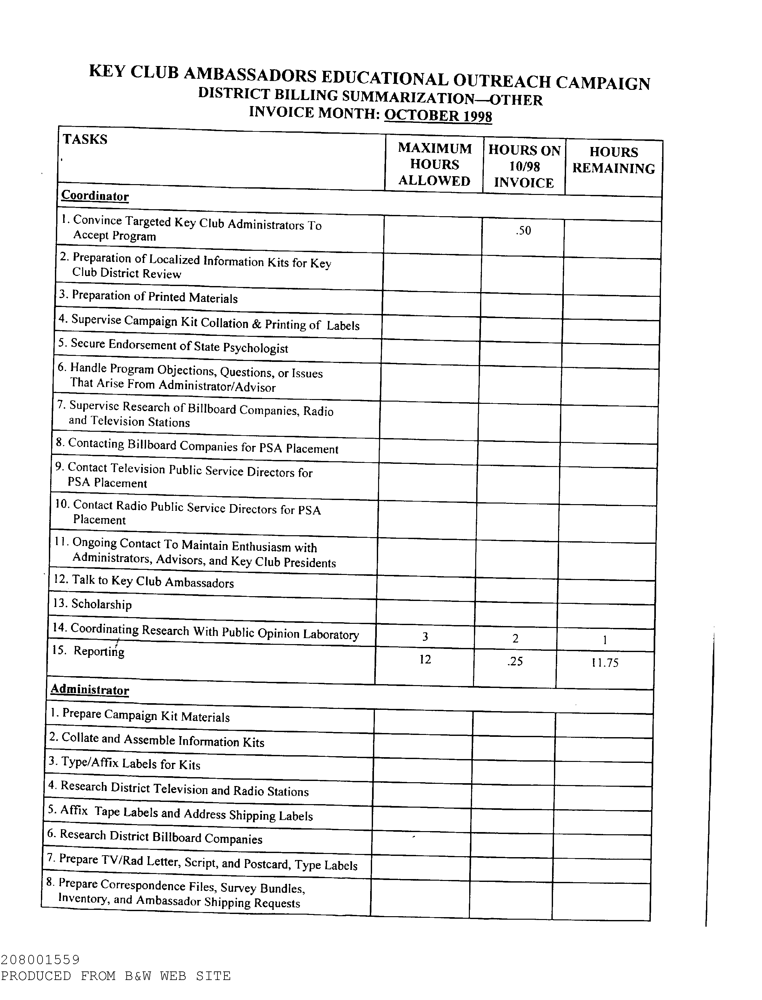 KEY CLUB AMBASSADORS EDUCATIONAL OUTREACH CAMPAIGN
DISTRICT BILLING SUMMARIZATION—OTHER
INVOICE MONTH: OCTOBER 1998
TASKS
MAXIMUM HOURS ALLOWED
HOURS ON 10/98 INVOICE
HOURS REMAINING
Coordinator
1. Convince Targeted Key Club Administrators To
Accept Program
.50
2. Preparation of Localized Information Kits for Key
Club District Review
3. Preparation of Printed Materials
4. Supervise Campaign Kit Collation & Printing of Labels
5. Secure Endorsement of State Psychologist
6. Handle Program Objections, Questions, or Issues
That Arise From Administrator/Advisor
7. Supervise Research of Billboard Companies, Radio
and Television Stations
8. Contacting Billboard Companies for PSA Placement
9. Contact Television Public Service Directors for
PSA Placement
10. Contact Radio Public Service Directors for PSA
Placement
11. Ongoing Contact To Maintain Enthusiasm with
Administrators, Advisors, and Key Club Presidents
12. Talk to Key Club Ambassadors
13. Scholarship
14. Coordinating Research With Public Opinion Laboratory 3 2 1
15. Reporting 12 .25 11.75
Administrator
1. Prepare Campaign Kit Materials
2. Collate and Assemble Information Kits
3. Type/Affix Labels for Kits
4. Research District Television and Radio Stations
5. Affix Tape Labels and Address Shipping Labels
6. Research District Billboard Companies
7. Prepare TV/Rad Letter, Script, and Postcard, Type Labels
8. Prepare Correspondence Files, Survey Bundles,
Inventory, and Ambassador Shipping Requests
208001559
PRODUCED FROM B&W WEB SITE